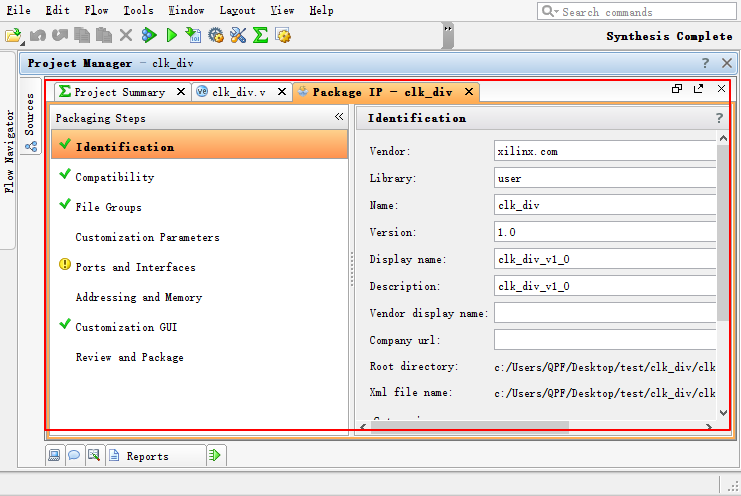 File Edit Flow Tools Window Layout View Help Search commands
Synthesis Complete
Project Manager - clk_div
Flow Navigator
Sources
Project Summary clk_div.v Package IP - clk_div
Packaging Steps
Identification
Compatibility
File Groups
Customization Parameters
Ports and Interfaces
Addressing and Memory
Customization GUI
Review and Package
Identification
Vendor: xilinx.com
Library: user
Name: clk_div
Version: 1.0
Display name: clk_div_v1_0
Description: clk_div_v1_0
Vendor display name:
Company url:
Root directory: c:/Users/QPF/Desktop/test/clk_div/clk
Xml file name: c:/Users/QPF/Desktop/test/clk_div/clk
Reports